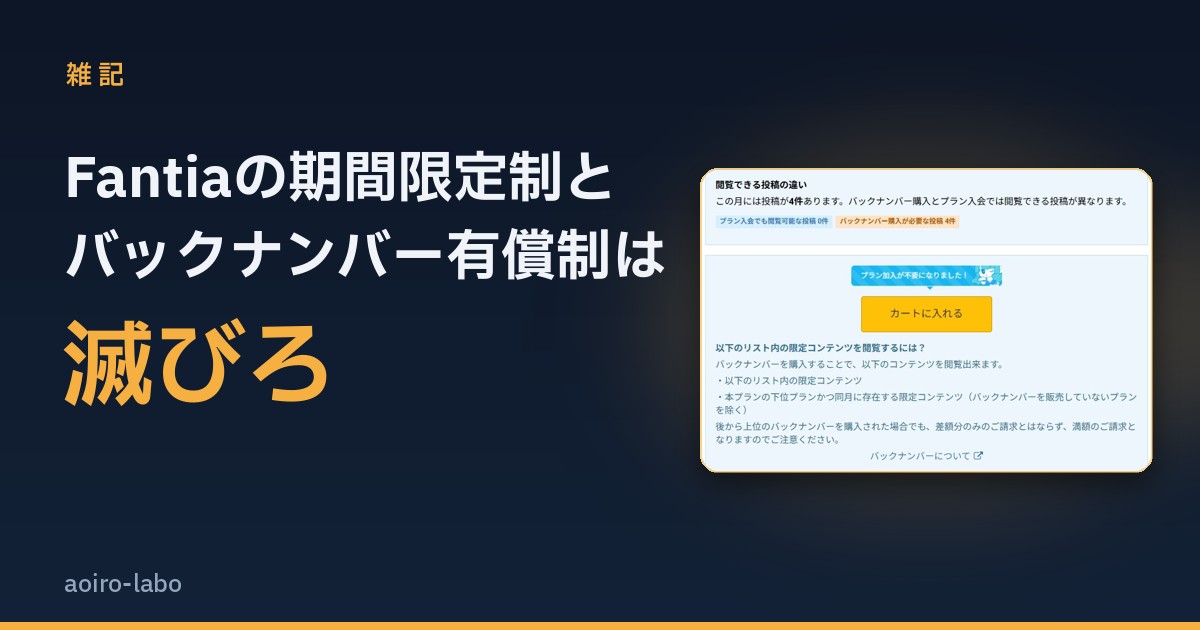 雑記
Fantiaの期間限定制と
バックナンバー有償制は
滅びろ
閲覧できる投稿の違い
この月には投稿が4件あります。バックナンバー購入とプラン入会では閲覧できる投稿が異なります。
プラン入会でも閲覧可能な投稿 0件 バックナンバー購入が必要な投稿 4件
プラン加入が不要になりました！
カートに入れる
以下のリスト内の限定コンテンツを閲覧するには？
バックナンバーを購入することで、以下のコンテンツを閲覧出来ます。
・以下のリスト内の限定コンテンツ
・本プランの下位プランかつ同月に存在する限定コンテンツ（バックナンバーを販売していないプラン
を除く）
後から上位のバックナンバーを購入された場合でも、差額分のみのご請求とはならず、満額のご請求と
なりますのでご注意ください。
バックナンバーについて
aoiro-labo